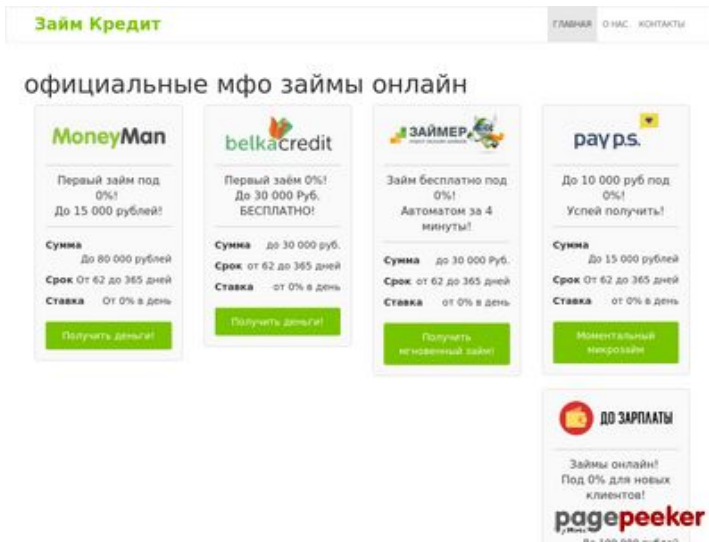 Займ Кредит
ГЛАВНАЯ О НАС КОНТАКТЫ
официальные мфо займы онлайн
MoneyMan
Первый займ под
0%!
До 15 000 рублей!
Сумма
До 80 000 рублей
Срок От 62 до 365 дней
Ставка От 0% в день
Получить деньги!
belkacredit
Первый заём 0%!
До 30 000 Руб.
БЕСПЛАТНО!
Сумма до 30 000 руб.
Срок от 62 до 365 дней
Ставка от 0% в день
Получить деньги!
ЗАЙМЕР
Займ бесплатно под
0%!
Автоматом за 4
минуты!
Сумма до 30 000 Руб.
Срок от 62 до 365 дней
Ставка от 0% в день
Получить
мгновенный займ!
pay p.s.
До 10 000 руб под
0%!
Успей получить!
Сумма
До 15 000 рублей
Срок От 62 до 365 дней
Ставка От 0% в день
Моментальный
микрозайм
ДО ЗАРПЛАТЫ
Займы онлайн!
Под 0% для новых
клиентов!
pagepeeker
До 100 000 рублей